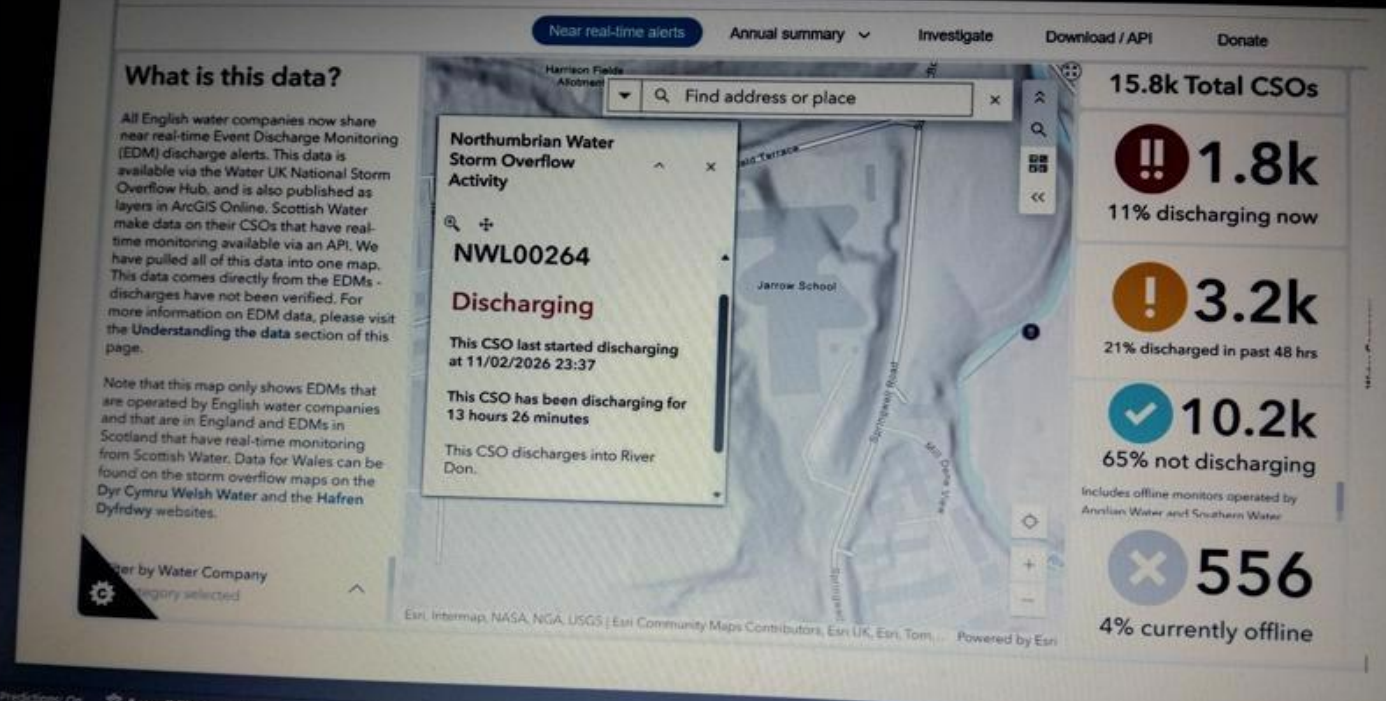 Near real-time alerts
Annual summary
Investigate
Download / API
Donate
What is this data?
All English water companies now share
near real-time Event Discharge Monitoring
(EDM) discharge alerts. This data is
available via the Water UK National Storm
Overflow Hub, and is also published as
layers in ArcGIS Online. Scottish Water
make data on their CSOs that have real-
time monitoring available via an API. We
have pulled all of this data into one map.
This data comes directly from the EDMs -
discharges have not been verified. For
more information on EDM data, please visit
the Understanding the data section of this
page.
Note that this map only shows EDMs that
are operated by English water companies
and that are in England and EDMs in
Scotland that have real-time monitoring
from Scottish Water. Data for Wales can be
found on the storm overflow maps on the
Dyr Cymru Welsh Water and the Hafren
Dyfrdwy websites.
ter by Water Company
tegory selected
Harrison Fields
Allotment
Find address or place
Northumbrian Water
Storm Overflow
Activity
NWL00264
Discharging
This CSO last started discharging
at 11/02/2026 23:37
This CSO has been discharging for
13 hours 26 minutes
This CSO discharges into River
Don.
Terrace
Jarrow School
Springwell Road
Mill Dene View
Springwel
Esri, Intermap, NASA, NGA, USGS | Esri Community Maps Contributors, Esri UK, Esri, Tom...
Powered by Esri
15.8k Total CSOs
!! 1.8k
11% discharging now
! 3.2k
21% discharged in past 48 hrs
10.2k
65% not discharging
Includes offline monitors operated by
Anglian Water and Southern Water
556
4% currently offline